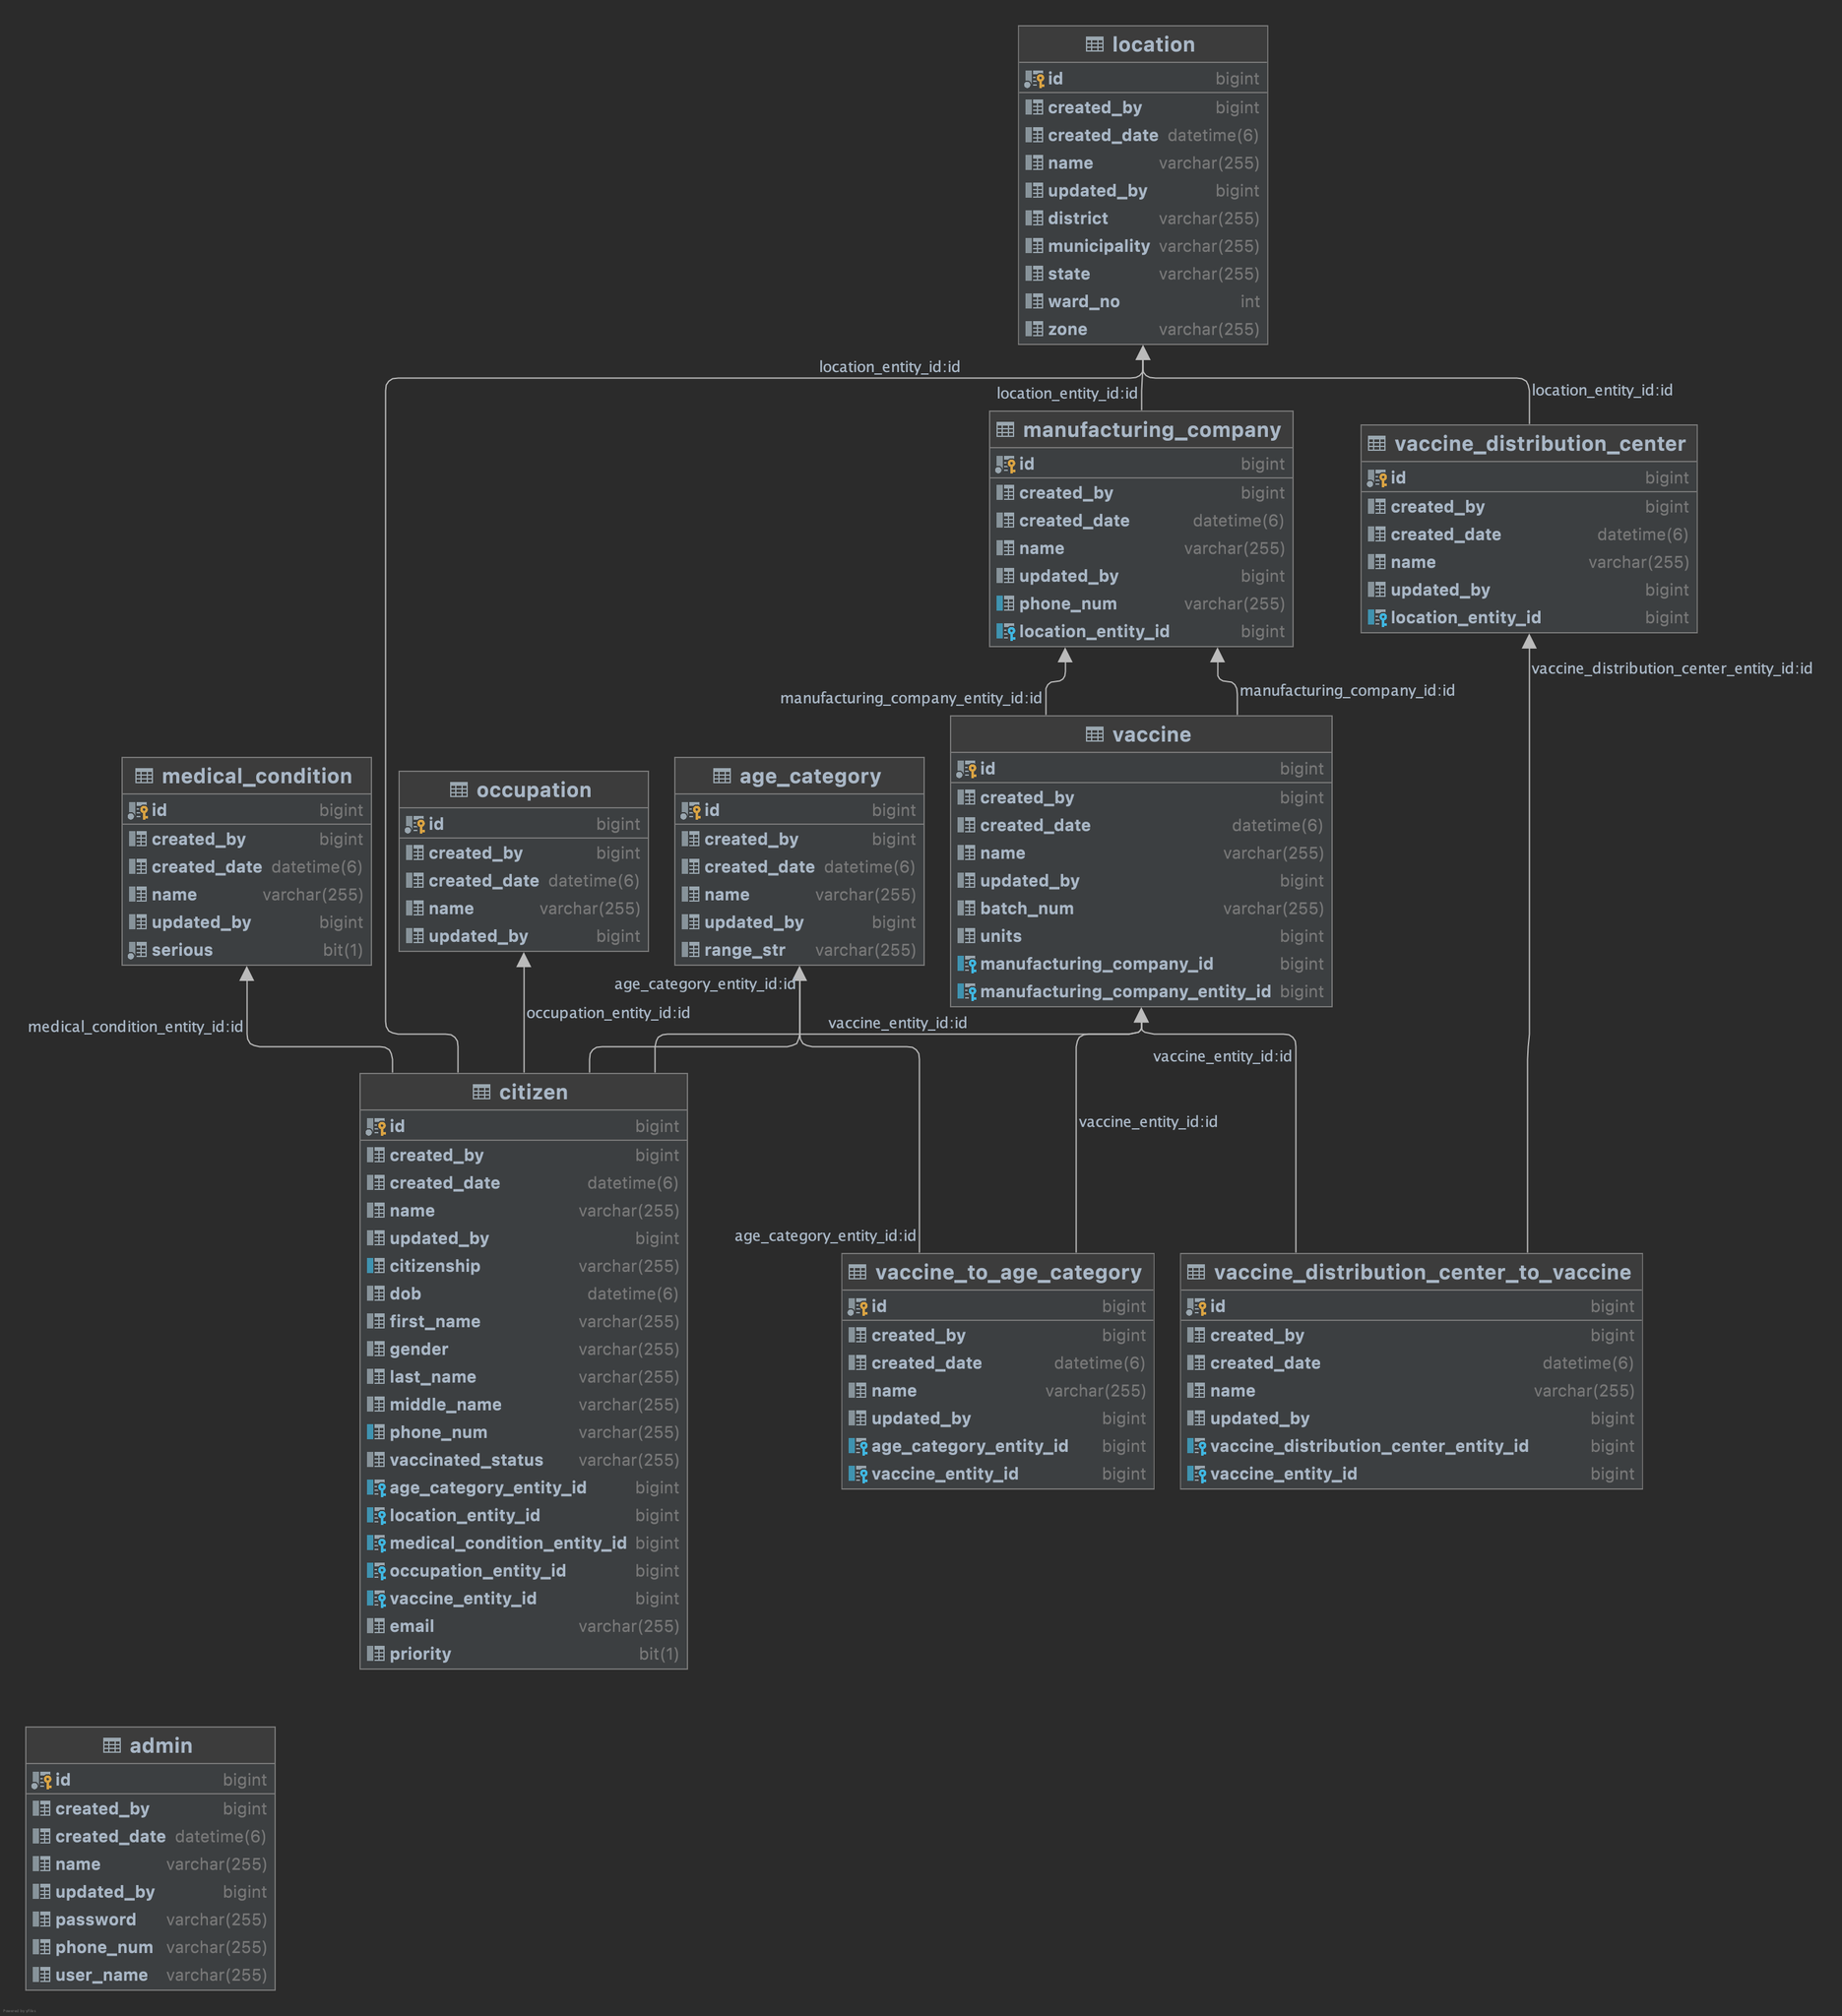 location
id bigint
created_by bigint
created_date datetime(6)
name varchar(255)
updated_by bigint
district varchar(255)
municipality varchar(255)
state varchar(255)
ward_no int
zone varchar(255)
location_entity_id:id
location_entity_id:id
location_entity_id:id
manufacturing_company
id bigint
created_by bigint
created_date datetime(6)
name varchar(255)
updated_by bigint
phone_num varchar(255)
location_entity_id bigint
vaccine_distribution_center
id bigint
created_by bigint
created_date datetime(6)
name varchar(255)
updated_by bigint
location_entity_id bigint
manufacturing_company_entity_id:id
manufacturing_company_id:id
vaccine_distribution_center_entity_id:id
medical_condition
id bigint
created_by bigint
created_date datetime(6)
name varchar(255)
updated_by bigint
serious bit(1)
occupation
id bigint
created_by bigint
created_date datetime(6)
name varchar(255)
updated_by bigint
age_category
id bigint
created_by bigint
created_date datetime(6)
name varchar(255)
updated_by bigint
range_str varchar(255)
vaccine
id bigint
created_by bigint
created_date datetime(6)
name varchar(255)
updated_by bigint
batch_num varchar(255)
units bigint
manufacturing_company_id bigint
manufacturing_company_entity_id bigint
medical_condition_entity_id:id
occupation_entity_id:id
age_category_entity_id:id
vaccine_entity_id:id
vaccine_entity_id:id
vaccine_entity_id:id
age_category_entity_id:id
citizen
id bigint
created_by bigint
created_date datetime(6)
name varchar(255)
updated_by bigint
citizenship varchar(255)
dob datetime(6)
first_name varchar(255)
gender varchar(255)
last_name varchar(255)
middle_name varchar(255)
phone_num varchar(255)
vaccinated_status varchar(255)
age_category_entity_id bigint
location_entity_id bigint
medical_condition_entity_id bigint
occupation_entity_id bigint
vaccine_entity_id bigint
email varchar(255)
priority bit(1)
vaccine_to_age_category
id bigint
created_by bigint
created_date datetime(6)
name varchar(255)
updated_by bigint
age_category_entity_id bigint
vaccine_entity_id bigint
vaccine_distribution_center_to_vaccine
id bigint
created_by bigint
created_date datetime(6)
name varchar(255)
updated_by bigint
vaccine_distribution_center_entity_id bigint
vaccine_entity_id bigint
admin
id bigint
created_by bigint
created_date datetime(6)
name varchar(255)
updated_by bigint
password varchar(255)
phone_num varchar(255)
user_name varchar(255)